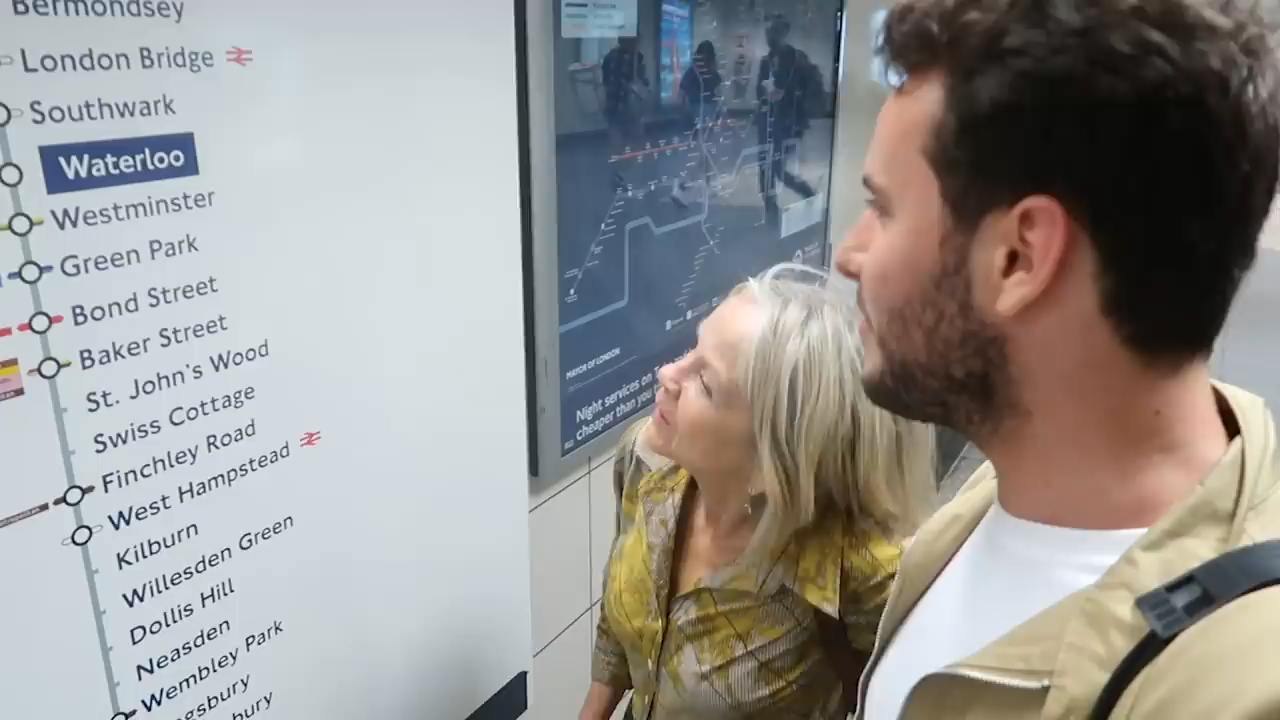 Bermondsey
London Bridge
Southwark
Waterloo
Westminster
Green Park
Bond Street
Baker Street
St. John's Wood
Swiss Cottage
Finchley Road
West Hampstead
Kilburn
Willesden Green
Dollis Hill
Neasden
Wembley Park
gsbury
bury
MAYOR OF LONDON
Night services on
cheaper than you